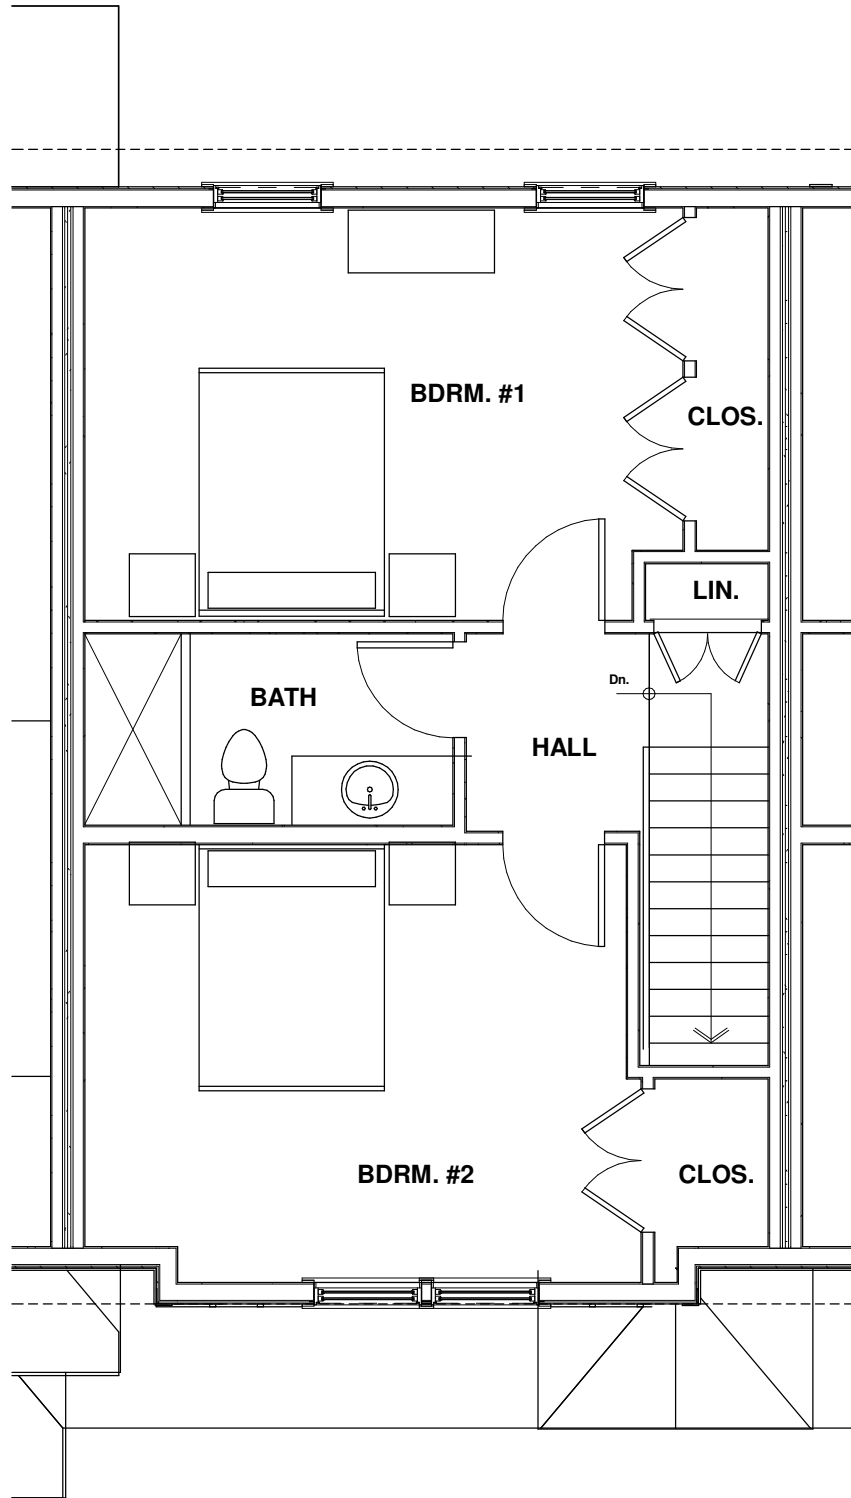 BDRM. #1
CLOS.
LIN.
Dn.
BATH
HALL
BDRM. #2
CLOS.